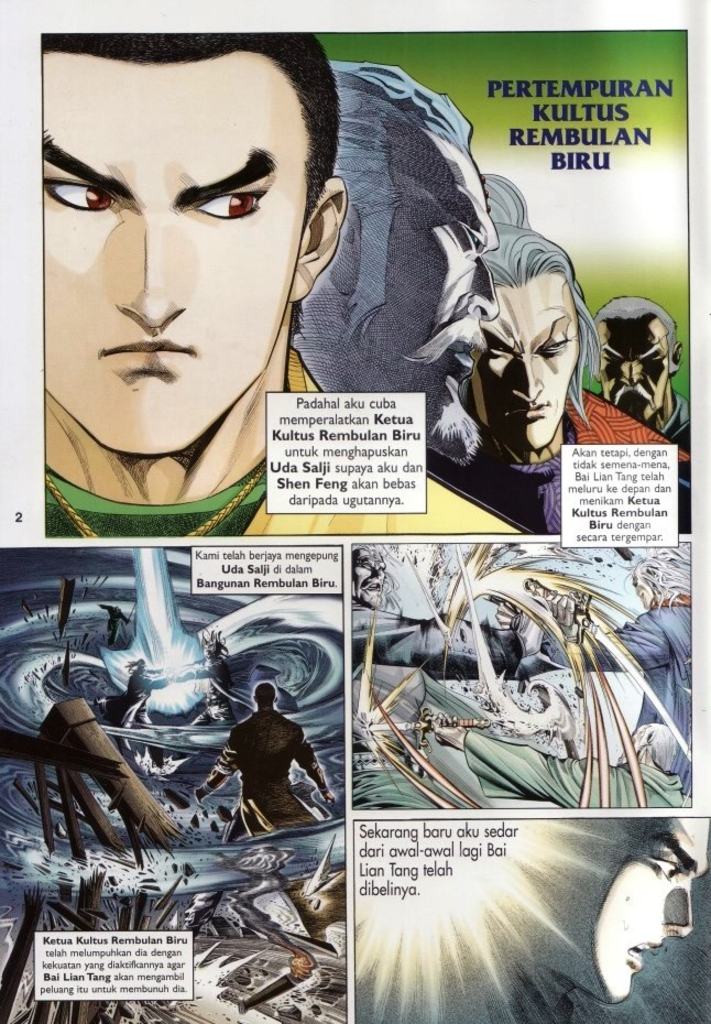 PERTEMPURAN
KULTUS
REMBULAN
BIRU
Padahal aku cuba
memperalatkan Ketua
Kultus Rembulan Biru
untuk menghapuskan
Uda Salji supaya aku dan
Shen Feng akan bebas
daripada ugutannya.
Akan tetapi, dengan
tidak semena-mena,
Bai Lian Tang telah
meluru ke depan dan
menikam Ketua
Kultus Rembulan
Biru dengan
secara tergempar.
2
Kami telah berjaya mengepung
Uda Salji di dalam
Bangunan Rembulan Biru.
Ketua Kultus Rembulan Biru
telah melumpuhkan dia dengan
kekuatan yang diaktifkannya agar
Bai Lian Tang akan mengambil
peluang itu untuk membunuh dia.
Sekarang baru aku sedar
dari awal-awal lagi Bai
Lian Tang telah
dibelinya.